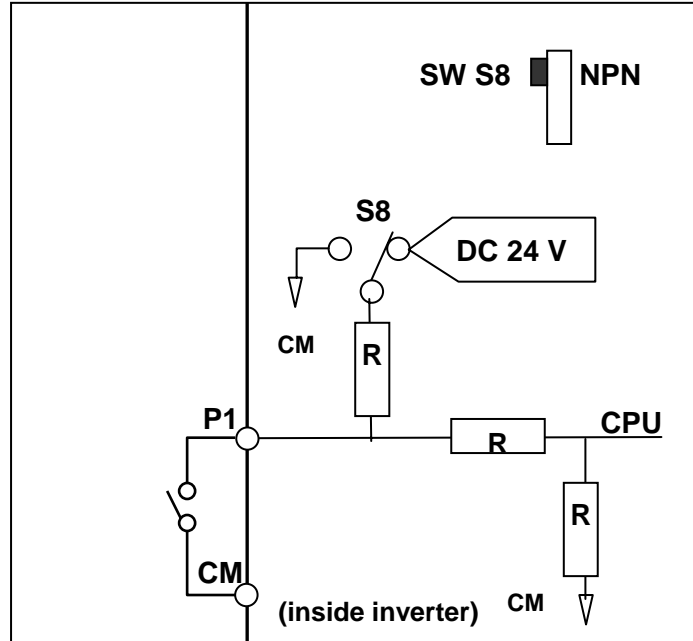 SW S8 NPN
S8
DC 24 V
CM
R
P1
R
CPU
R
CM
(inside inverter)
CM